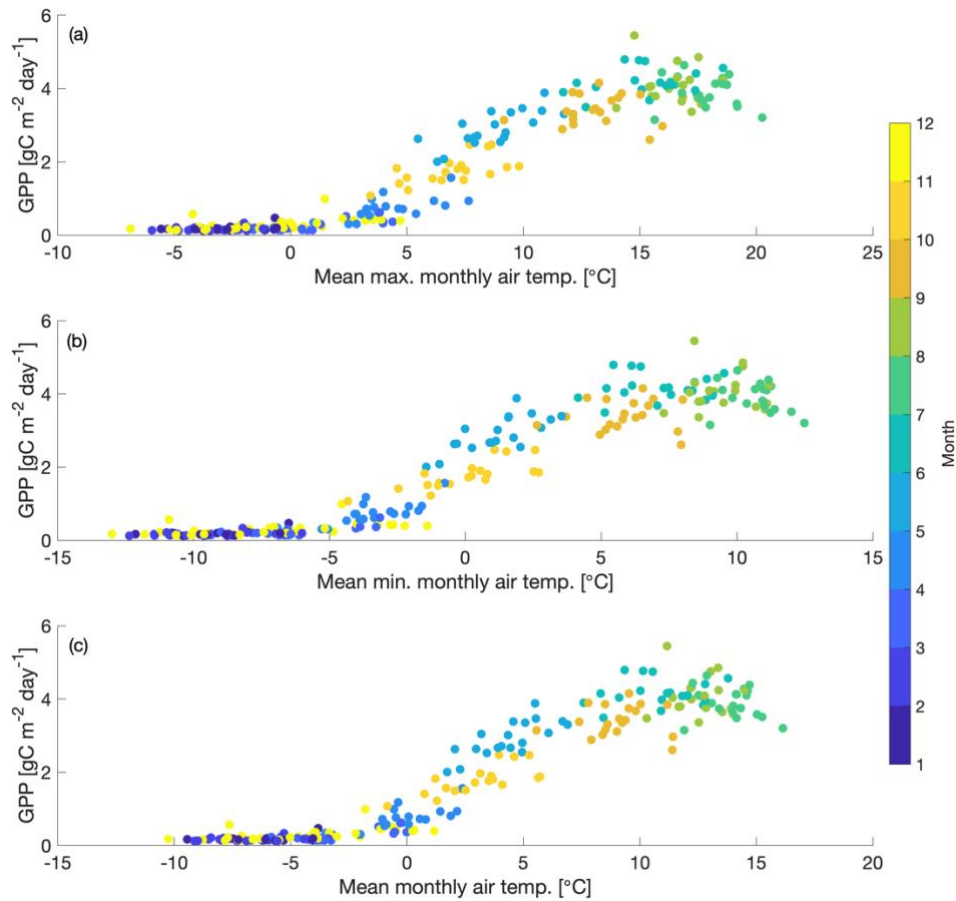 (a)
GPP [gC m⁻² day⁻¹]
6
4
2
0
-10 -5 0 5 10 15 20 25
Mean max. monthly air temp. [°C]
(b)
GPP [gC m⁻² day⁻¹]
6
4
2
0
-15 -10 -5 0 5 10 15
Mean min. monthly air temp. [°C]
(c)
GPP [gC m⁻² day⁻¹]
6
4
2
0
-15 -10 -5 0 5 10 15 20
Mean monthly air temp. [°C]
12
11
10
9
8
7
6
5
4
3
2
1
Month